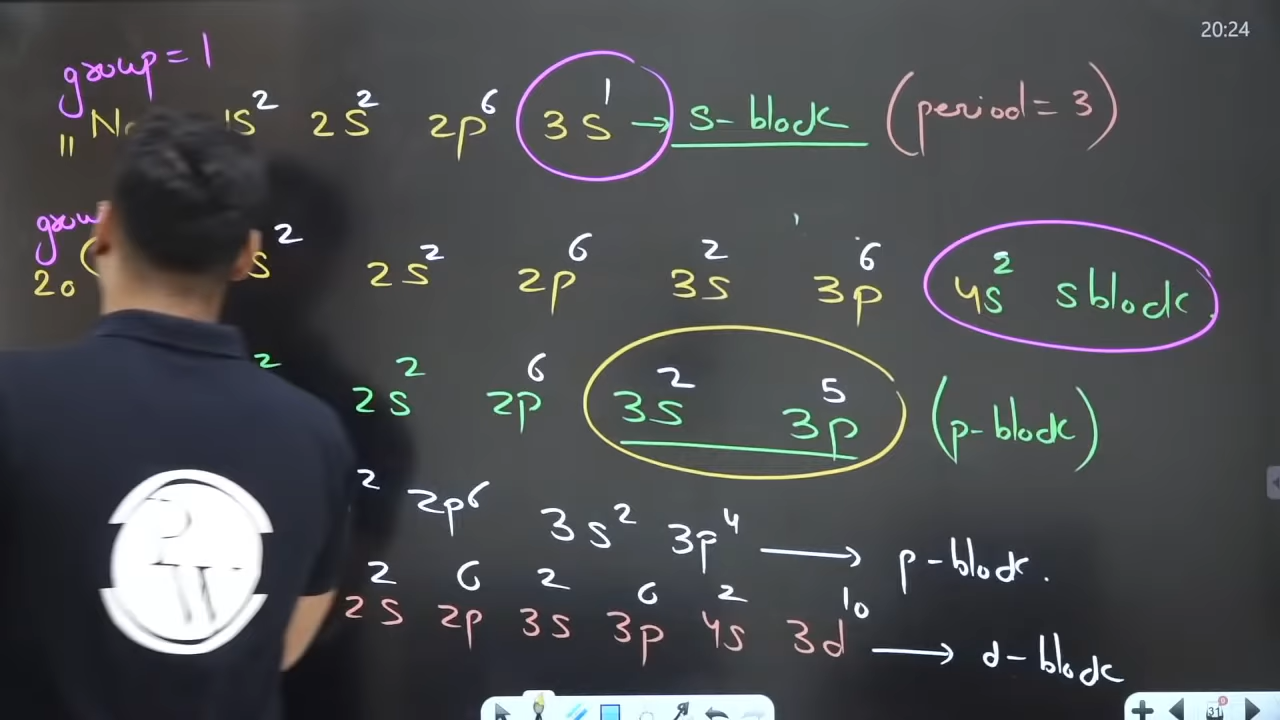 20:24
group = 1
11 Na 1s² 2s² 2p⁶ 3s¹ → s-block (period = 3)
20 s² 2s² 2p⁶ 3s² 3p⁶ 4s² s block
² 2s² 2p⁶ 3s² 3p⁵ (p-block)
² 2p⁶ 3s² 3p⁴ → p-block.
2s² 2p⁶ 3s² 3p⁶ 4s² 3d¹⁰ → d-block
31